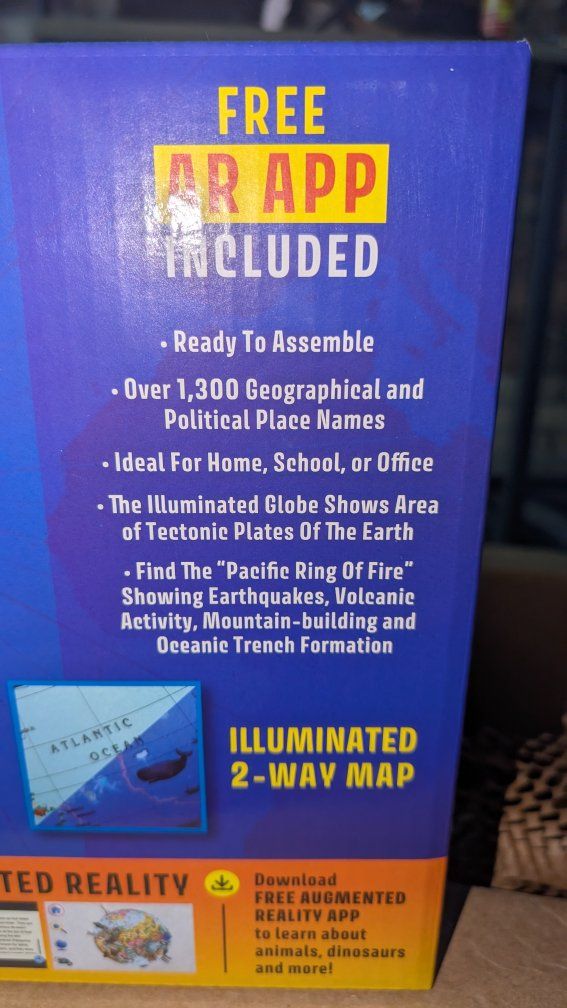 FREE
AR APP
INCLUDED
• Ready To Assemble
• Over 1,300 Geographical and
Political Place Names
• Ideal For Home, School, or Office
• The Illuminated Globe Shows Area
of Tectonic Plates Of The Earth
• Find The “Pacific Ring Of Fire”
Showing Earthquakes, Volcanic
Activity, Mountain-building and
Oceanic Trench Formation
ATLANTIC
OCEAN
ILLUMINATED
2-WAY MAP
TED REALITY
Download
FREE AUGMENTED
REALITY APP
to learn about
animals, dinosaurs
and more!